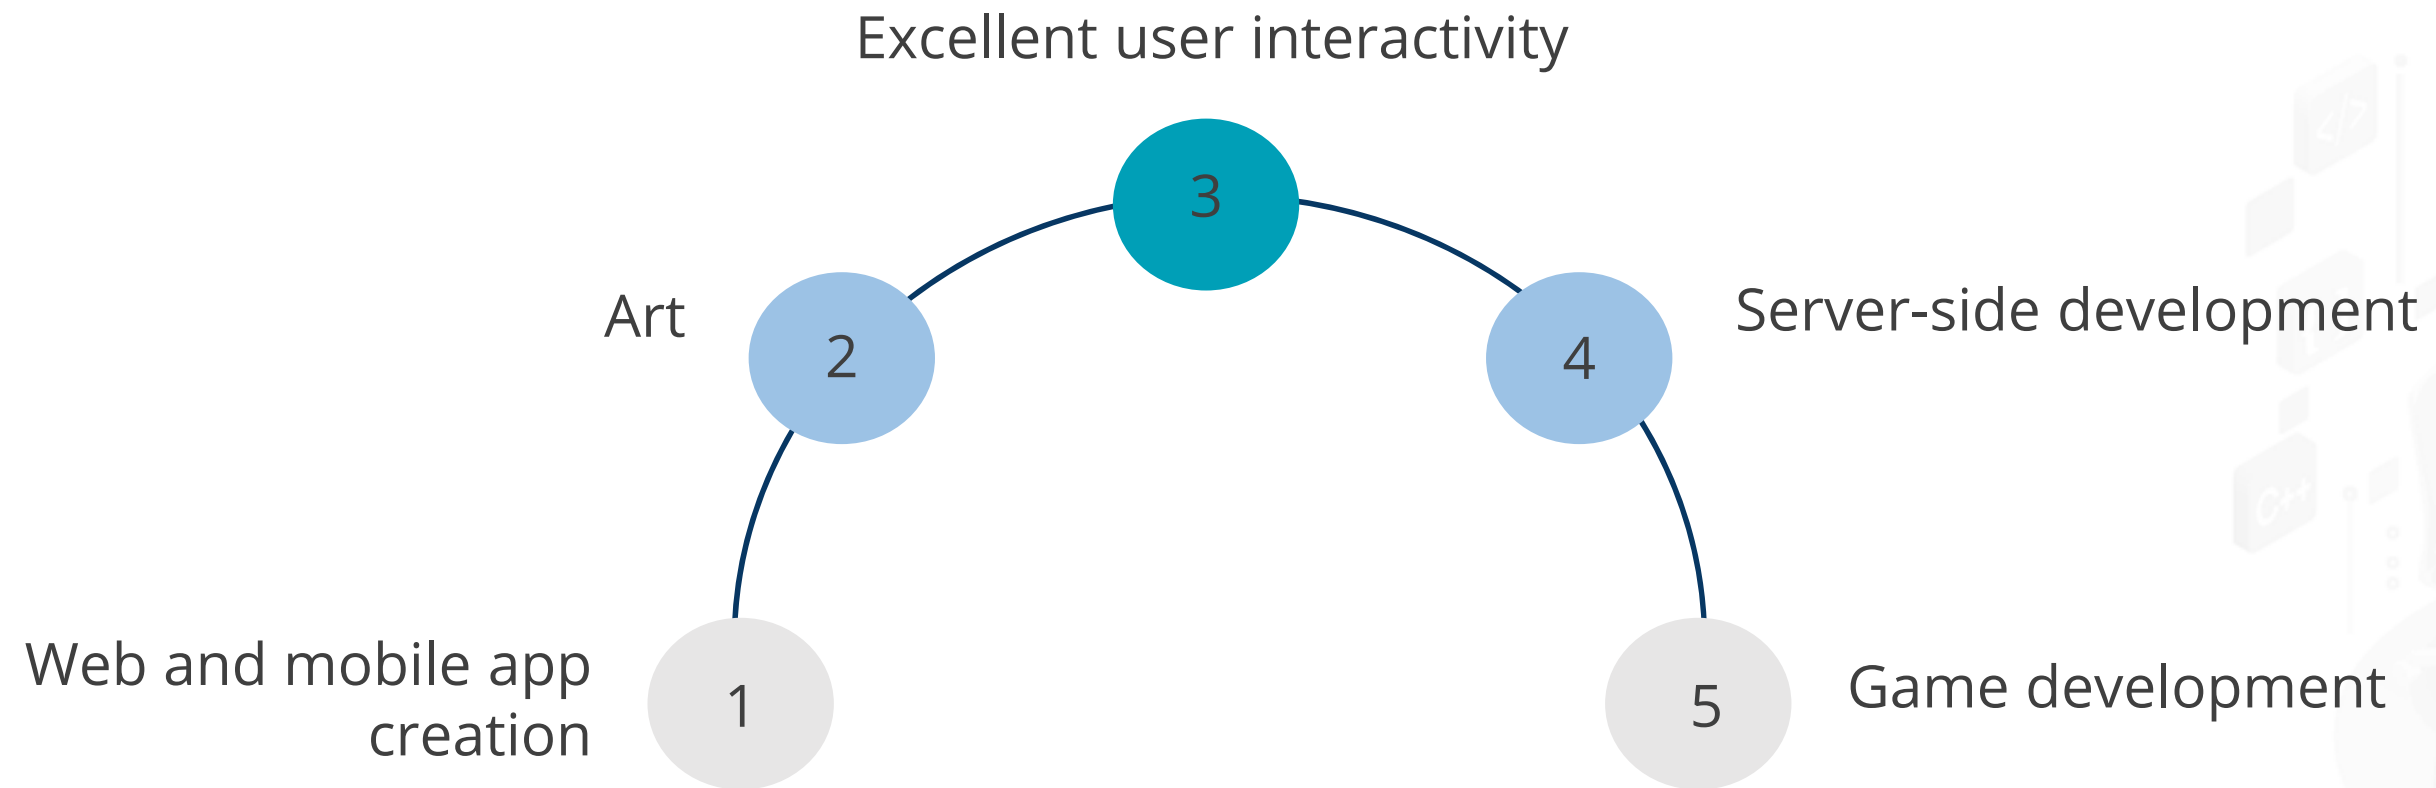 Excellent user interactivity
3
Art
2
4
Server-side development
Web and mobile app
creation
1
5
Game development
</>
C++